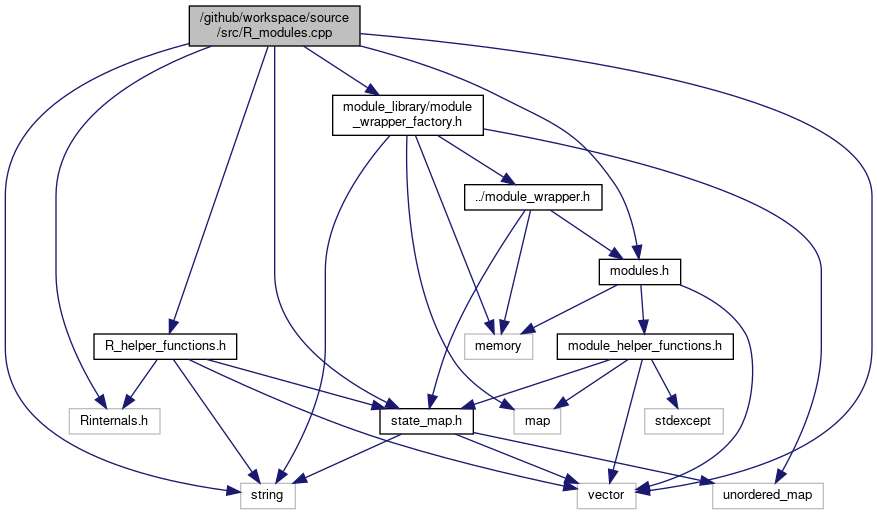 /github/workspace/source
/src/R_modules.cpp
module_library/module
_wrapper_factory.h
../module_wrapper.h
modules.h
R_helper_functions.h
memory
module_helper_functions.h
Rinternals.h
state_map.h
map
stdexcept
string
vector
unordered_map